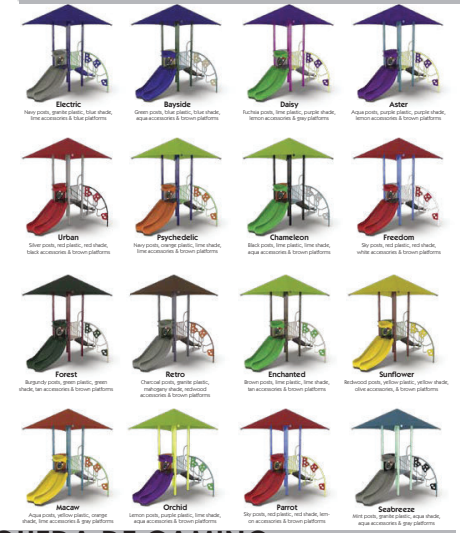 Electric
Navy posts, granite plastic, blue shade,
lime accessories & blue platforms
Bayside
Green posts, blue plastic, blue shade,
aqua accessories & brown platforms
Daisy
Fuchsia posts, lime plastic, purple shade,
lemon accessories & gray platforms
Aster
Aqua posts, purple plastic, purple shade,
lemon accessories & brown platforms
Urban
Silver posts, red plastic, red shade,
black accessories & brown platforms
Psychedelic
Navy posts, orange plastic, lime shade,
lime accessories & brown platforms
Chameleon
Black posts, lime plastic, lime shade,
aqua accessories & brown platforms
Freedom
Sky posts, red plastic, red shade,
white accessories & brown platforms
Forest
Burgundy posts, green plastic, green
shade, tan accessories & brown platforms
Retro
Charcoal posts, granite plastic,
mahogany shade, redwood
accessories & brown platforms
Enchanted
Brown posts, lime plastic, lime shade,
tan accessories & brown platforms
Sunflower
Redwood posts, yellow plastic, yellow shade,
olive accessories, & brown platforms
Macaw
Aqua posts, yellow plastic, orange
shade, lime accessories & gray platforms
Orchid
Lemon posts, purple plastic, lime shade,
aqua accessories & brown platforms
Parrot
Sky posts, red plastic, red shade, lem-
on accessories & brown platforms
Seabreeze
Mint posts, granite plastic, aqua shade,
aqua accessories & gray platforms